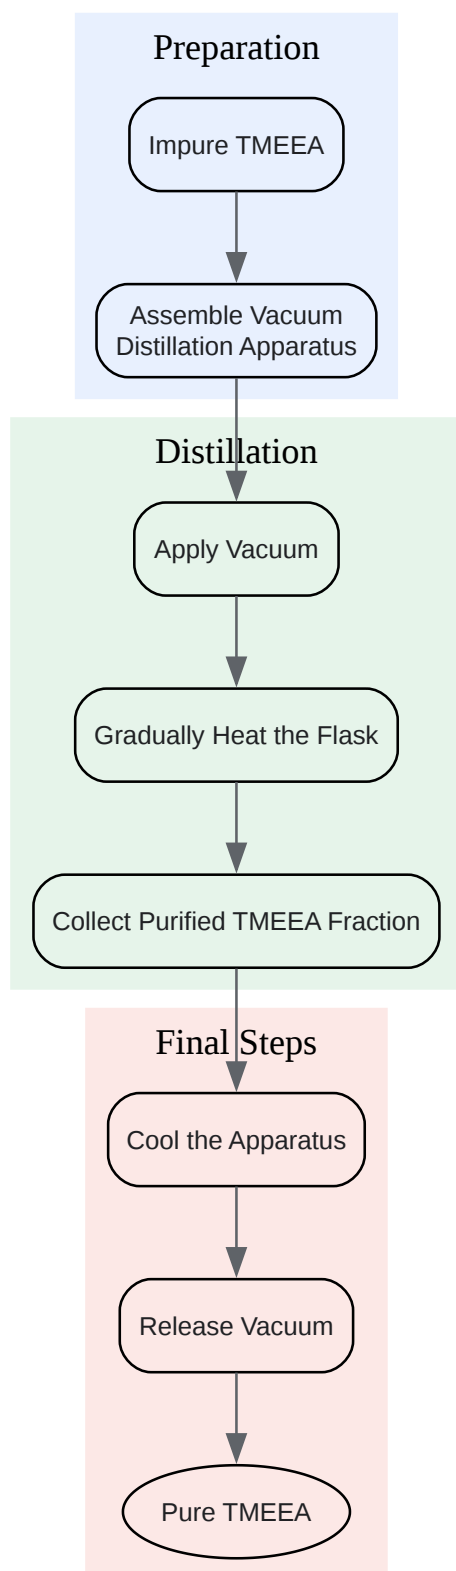 Preparation
Impure TMEEA
Assemble Vacuum
Distillation Apparatus
Distillation
Apply Vacuum
Gradually Heat the Flask
Collect Purified TMEEA Fraction
Final Steps
Cool the Apparatus
Release Vacuum
Pure TMEEA